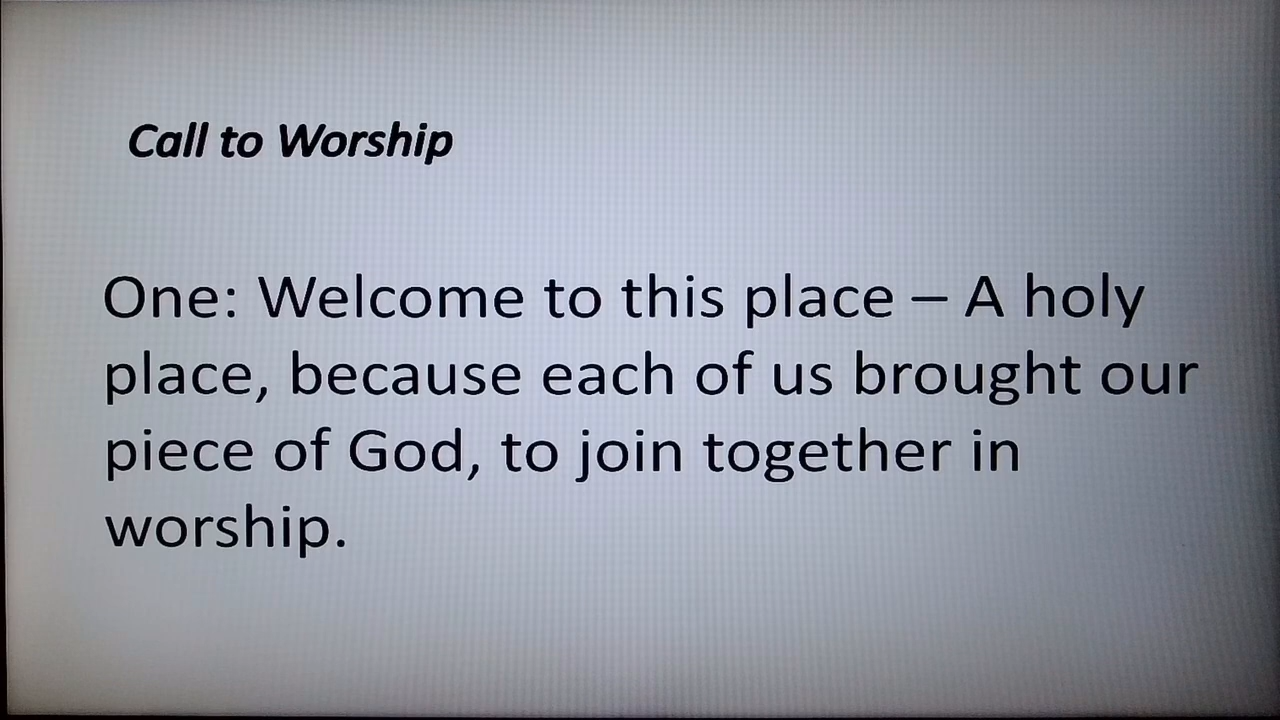 Call to Worship
One: Welcome to this place – A holy
place, because each of us brought our
piece of God, to join together in
worship.